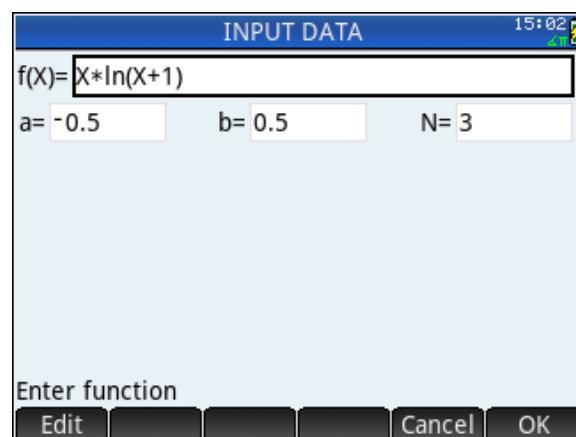 INPUT DATA 15:02
∡π
f(X)= X*ln(X+1)
a= -0.5 b= 0.5 N= 3
Enter function
Edit Cancel OK